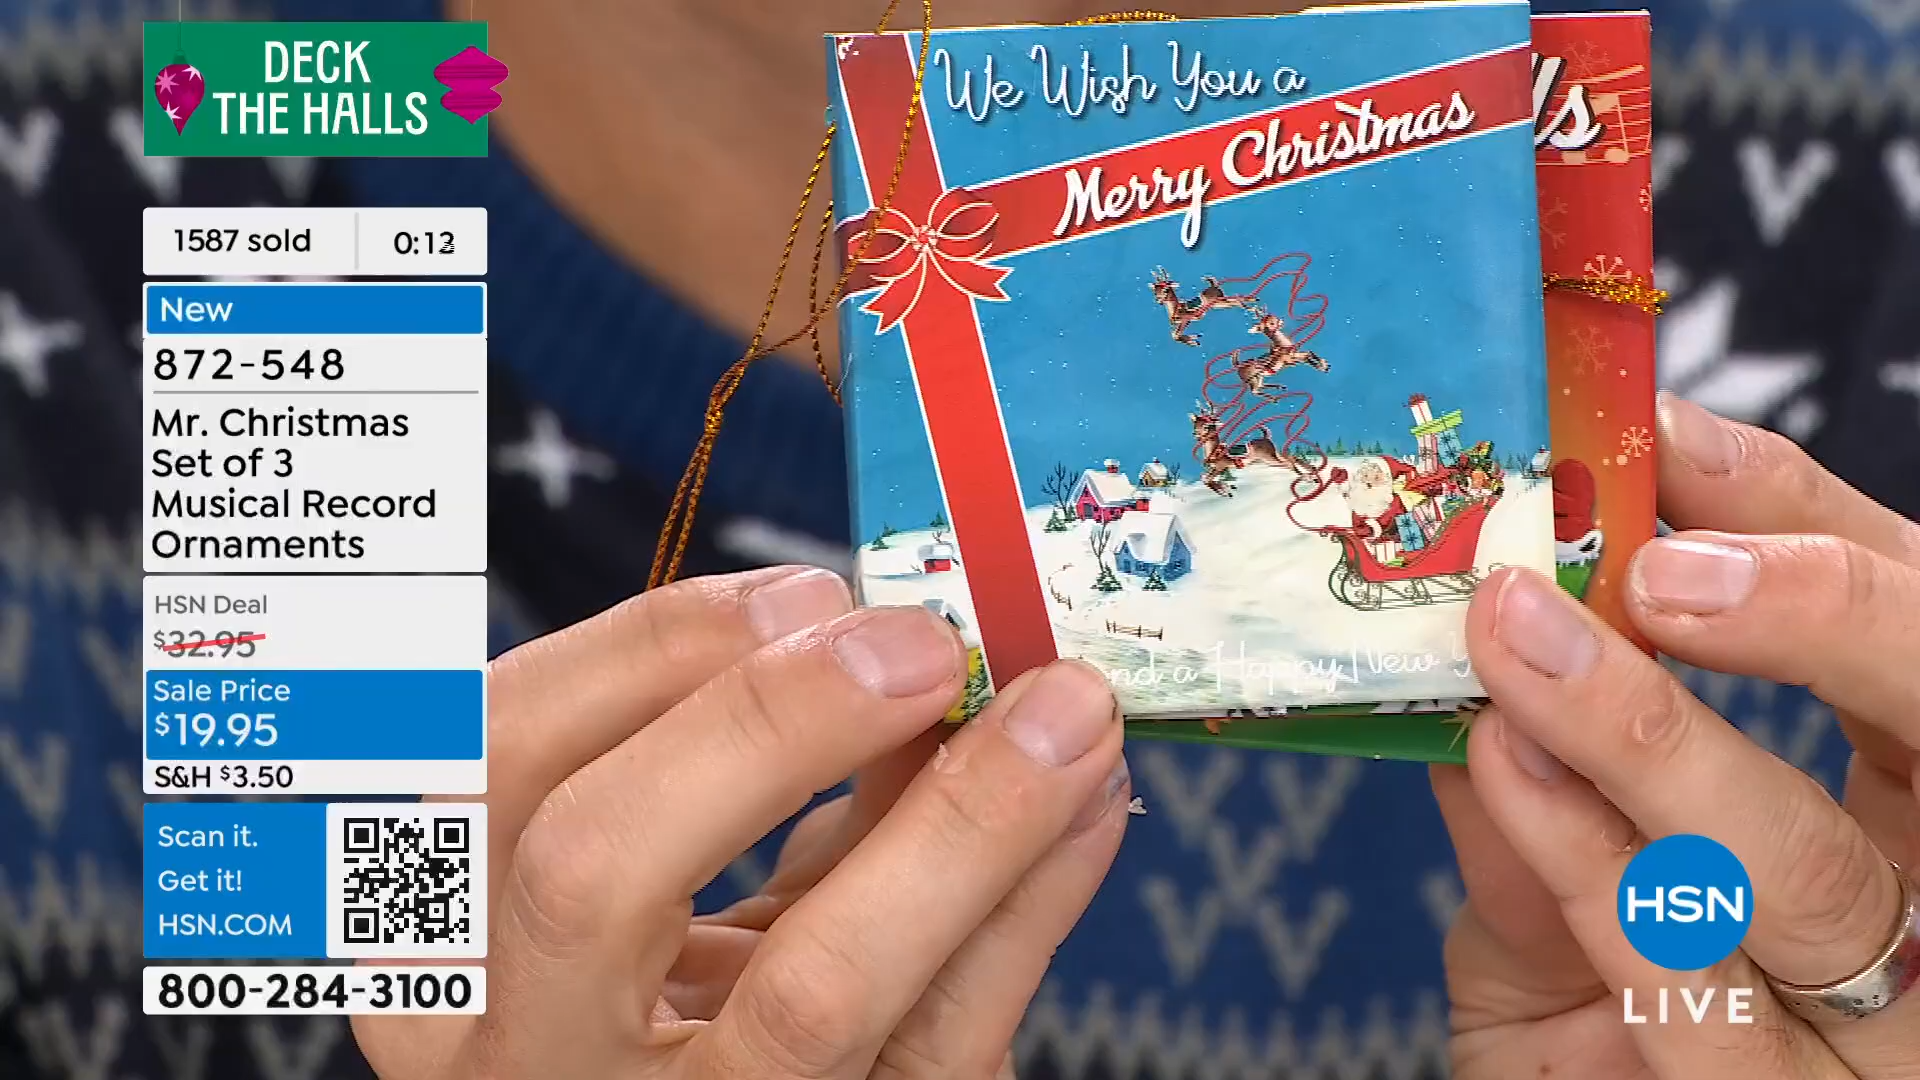 DECK
THE HALLS
1587 sold
New
872-548
Mr. Christmas
Set of 3
Musical Record
Ornaments
HSN Deal
$32.95
Sale Price
$19.95
S&H $3.50
Scan it.
Get it!
HSN.COM
800-284-3100
We Wish You a
Merry Christmas
a Happy New
HSN
LIVE